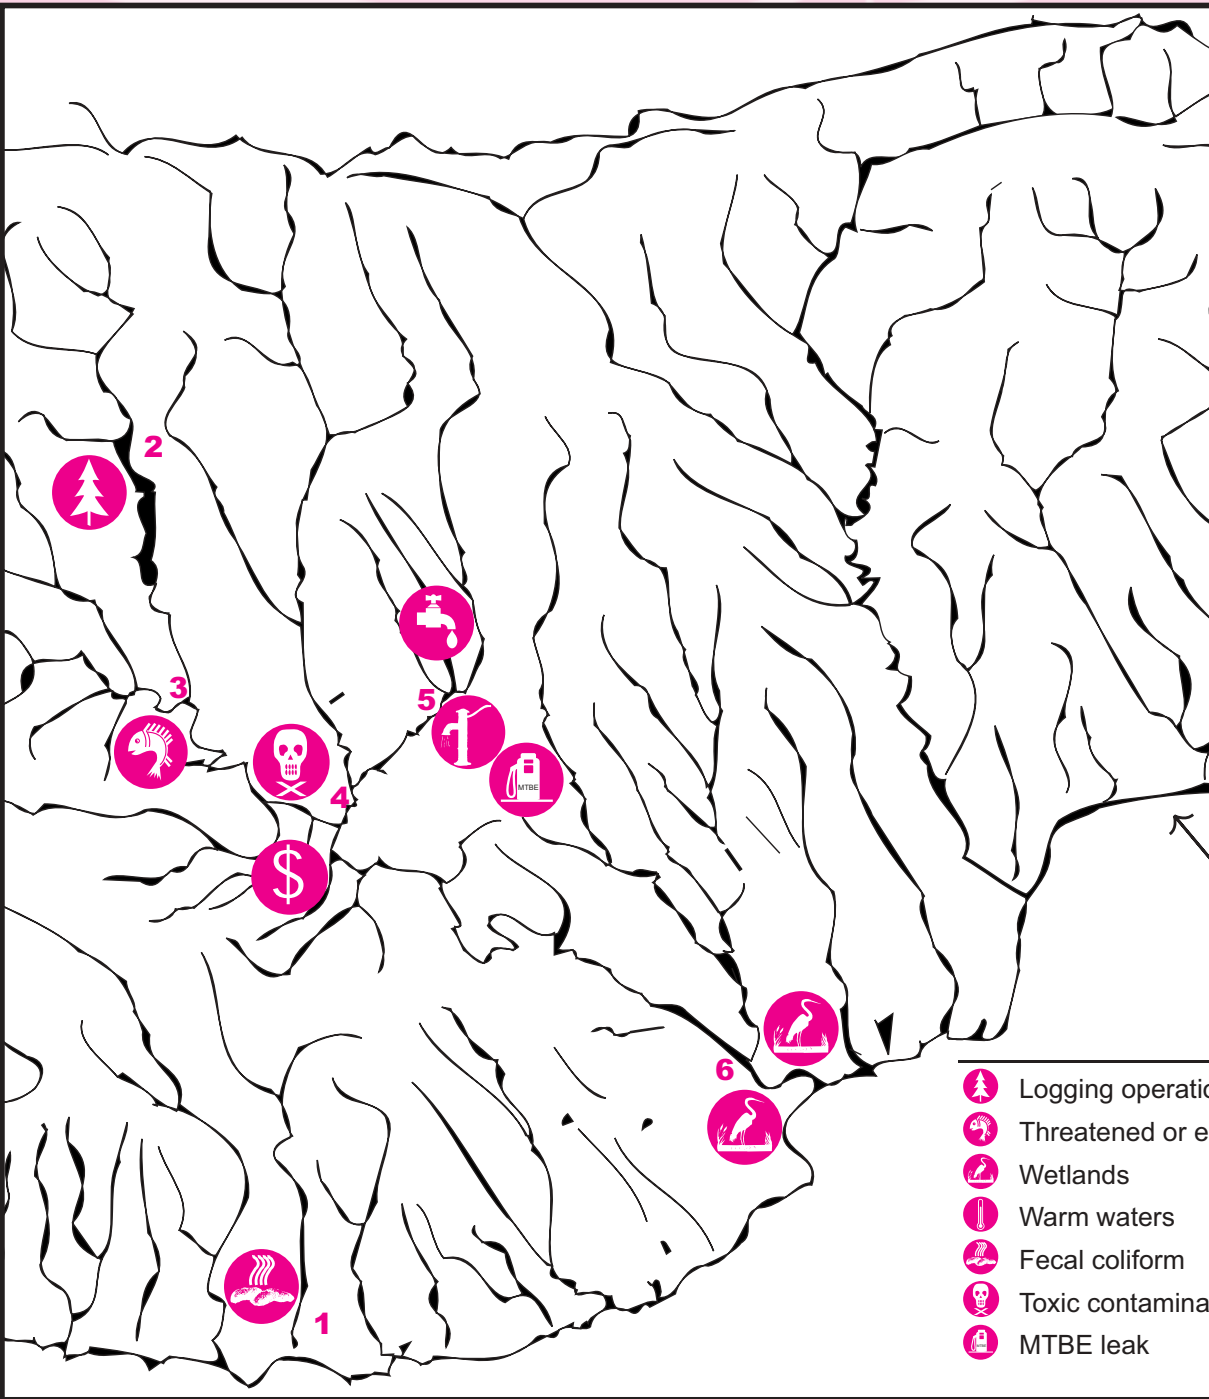 2
3
5
4
$
MTBE
6
1
Logging operatio
Threatened or e
Wetlands
Warm waters
Fecal coliform
Toxic contamina
MTBE leak